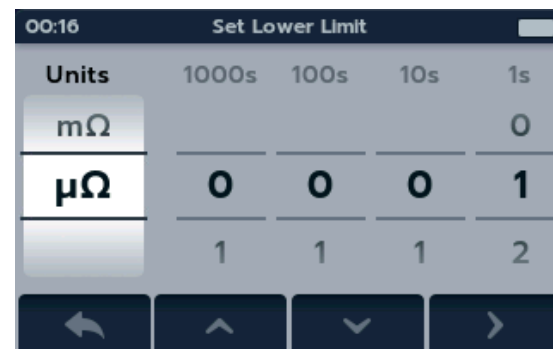 00:16 Set Lower Limit
Units 1000s 100s 10s 1s
mΩ 0
μΩ 0 0 0 1
1 1 1 2